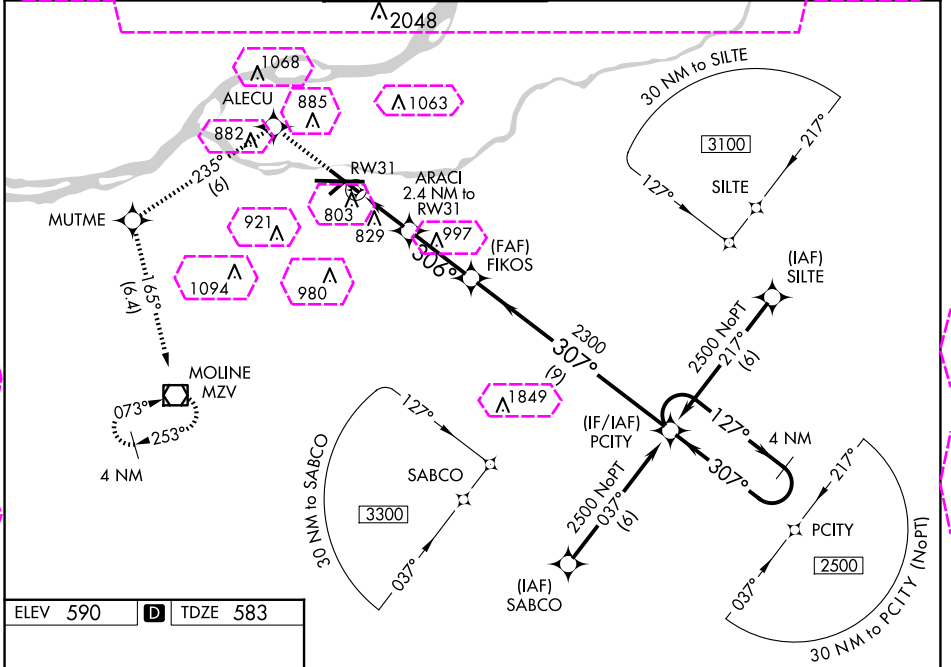 2048
1068
ALECU
885
1063
882
30 NM to SILTE
217°
3100
127°
SILTE
235°
(6)
RW31
ARACI
2.4 NM to
RW31
MUTME
803
829
921
997
306°
(FAF)
FIKOS
(IAF)
SILTE
1094
980
165°
(6.4)
2300
307°
(9)
2500 NoPT
217°
(6)
MOLINE
MZV
073°
253°
4 NM
1849
(IF/IAF)
PCITY
127°
4 NM
307°
30 NM to SABCO
127°
SABCO
3300
037°
2500 NoPT
037°
(6)
(IAF)
SABCO
217°
PCITY
2500
037°
30 NM to PCITY (NoPT)
ELEV 590 D TDZE 583